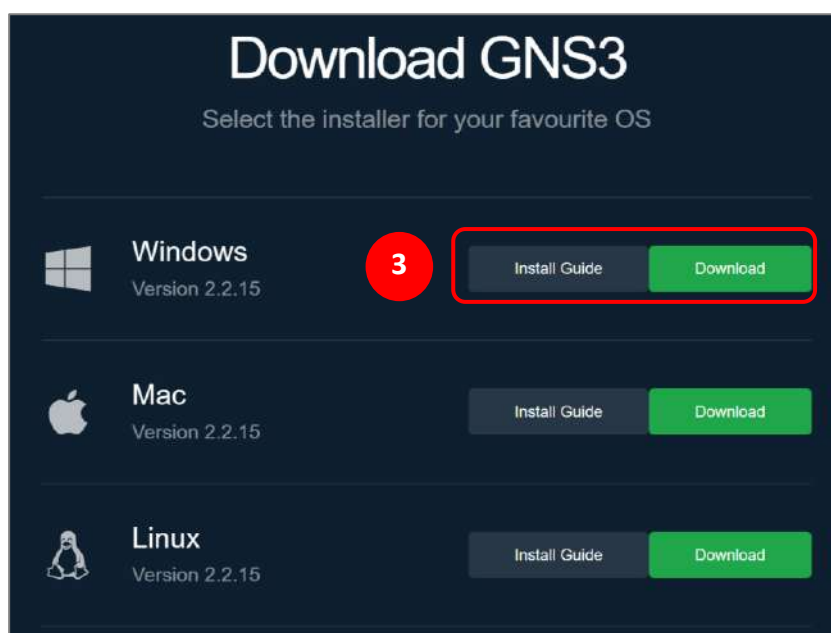 Download GNS3
Select the installer for your favourite OS
Windows
Version 2.2.15
3
Install Guide
Download
Mac
Version 2.2.15
Install Guide
Download
Linux
Version 2.2.15
Install Guide
Download